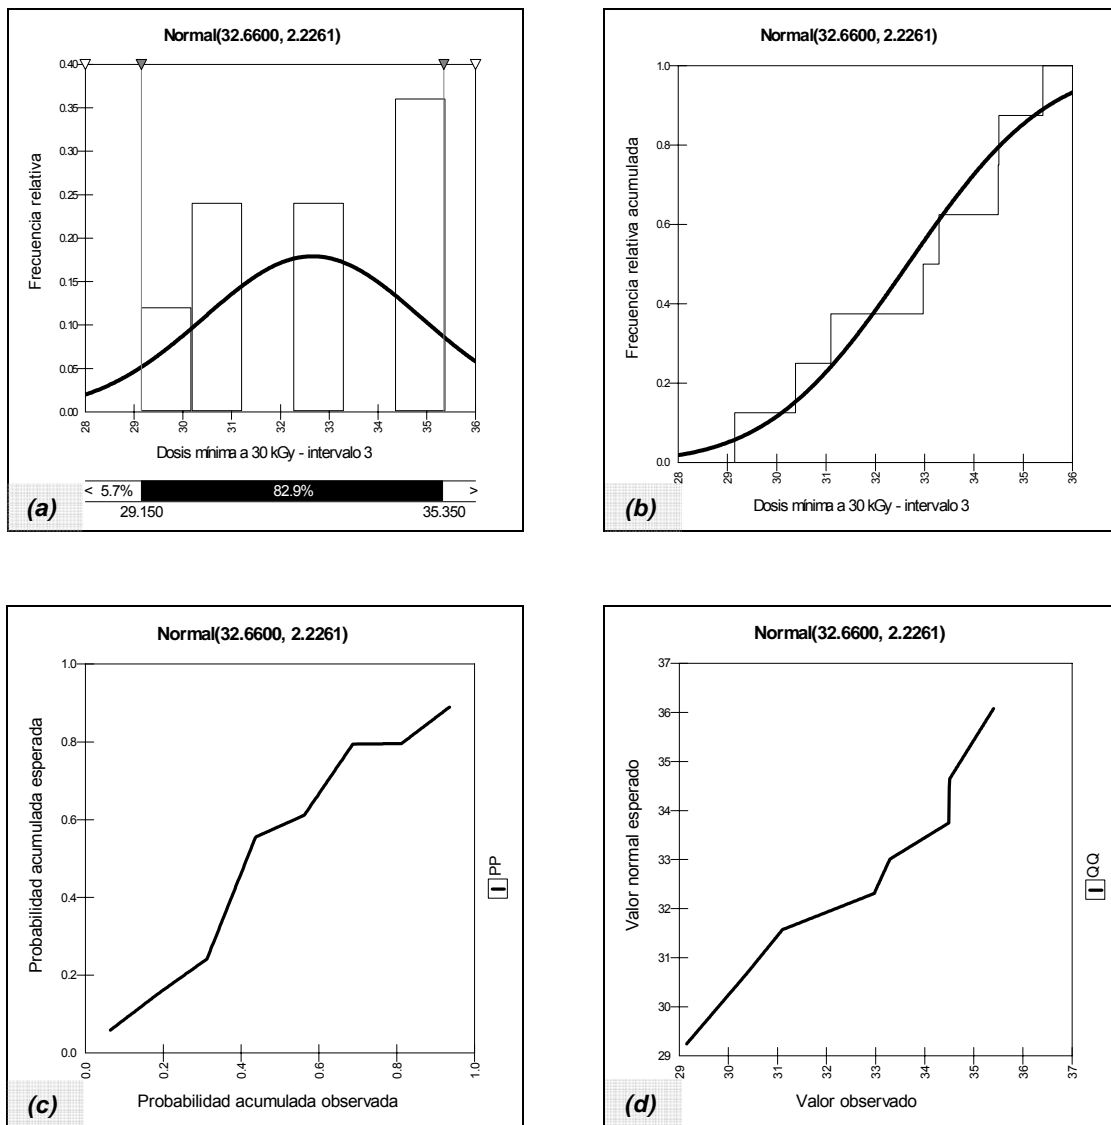 Normal(32.6600, 2.2261)
0.40
0.35
0.30
0.25
0.20
0.15
0.10
0.05
0.00
Frecuencia relativa
28 29 30 31 32 33 34 35 36
Dosis mínima a 30 kGy - intervalo 3
< 5.7% 82.9% >
29.150 35.350
(a)
Normal(32.6600, 2.2261)
1.0
0.8
0.6
0.4
0.2
0.0
Frecuencia relativa acumulada
28 29 30 31 32 33 34 35 36
Dosis mínima a 30 kGy - intervalo 3
(b)
Normal(32.6600, 2.2261)
1.0
0.8
0.6
0.4
0.2
0.0
Probabilidad acumulada esperada
0.0 0.2 0.4 0.6 0.8 1.0
Probabilidad acumulada observada
PP
(c)
Normal(32.6600, 2.2261)
37
36
35
34
33
32
31
30
29
Valor normal esperado
29 30 31 32 33 34 35 36 37
Valor observado
QQ
(d)